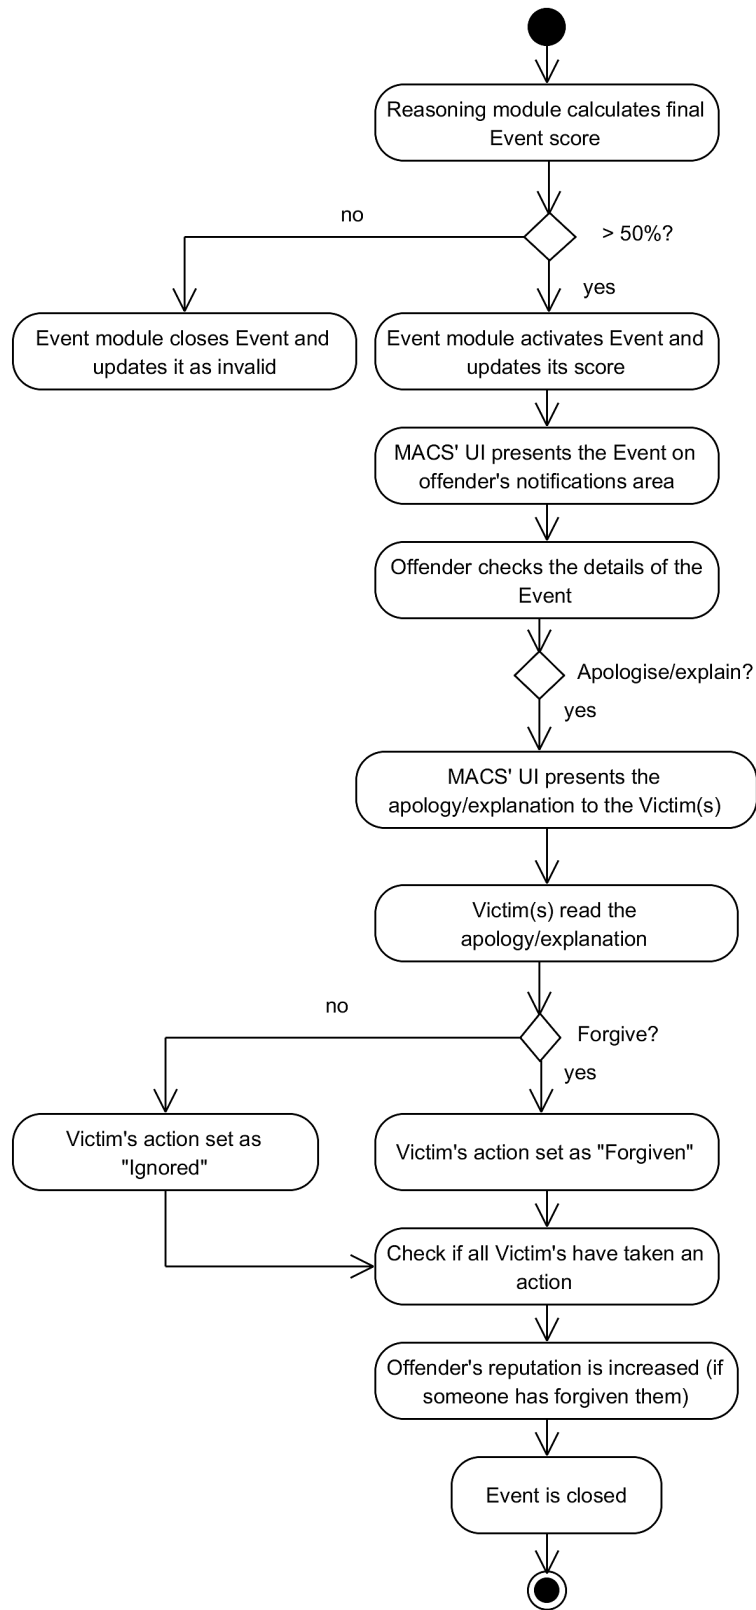 Reasoning module calculates final
Event score
no
> 50%?
yes
Event module closes Event and
updates it as invalid
Event module activates Event and
updates its score
MACS' UI presents the Event on
offender's notifications area
Offender checks the details of the
Event
Apologise/explain?
yes
MACS' UI presents the
apology/explanation to the Victim(s)
Victim(s) read the
apology/explanation
no
Forgive?
yes
Victim's action set as
"Ignored"
Victim's action set as "Forgiven"
Check if all Victim's have taken an
action
Offender's reputation is increased (if
someone has forgiven them)
Event is closed